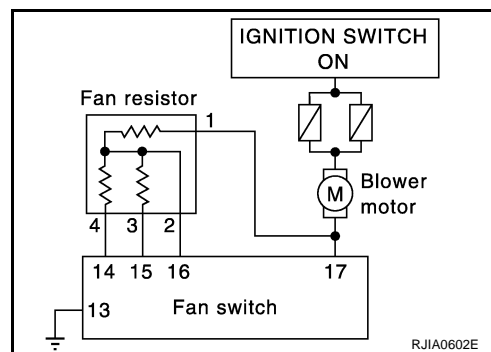 IGNITION SWITCH
ON
Fan resistor
1
Blower
motor
M
4 3 2
14 15 16 17
13 Fan switch
RJIA0602E